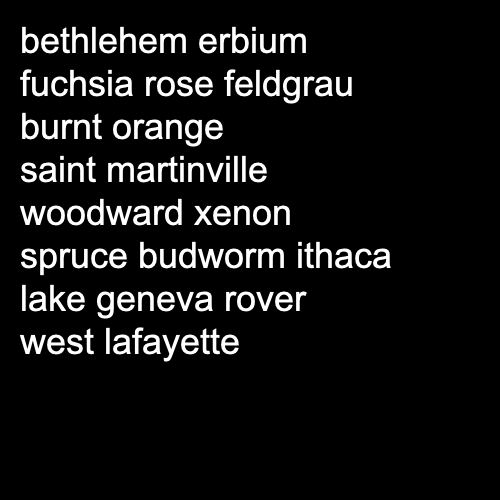 bethlehem erbium
fuchsia rose feldgrau
burnt orange
saint martinville
woodward xenon
spruce budworm ithaca
lake geneva rover
west lafayette